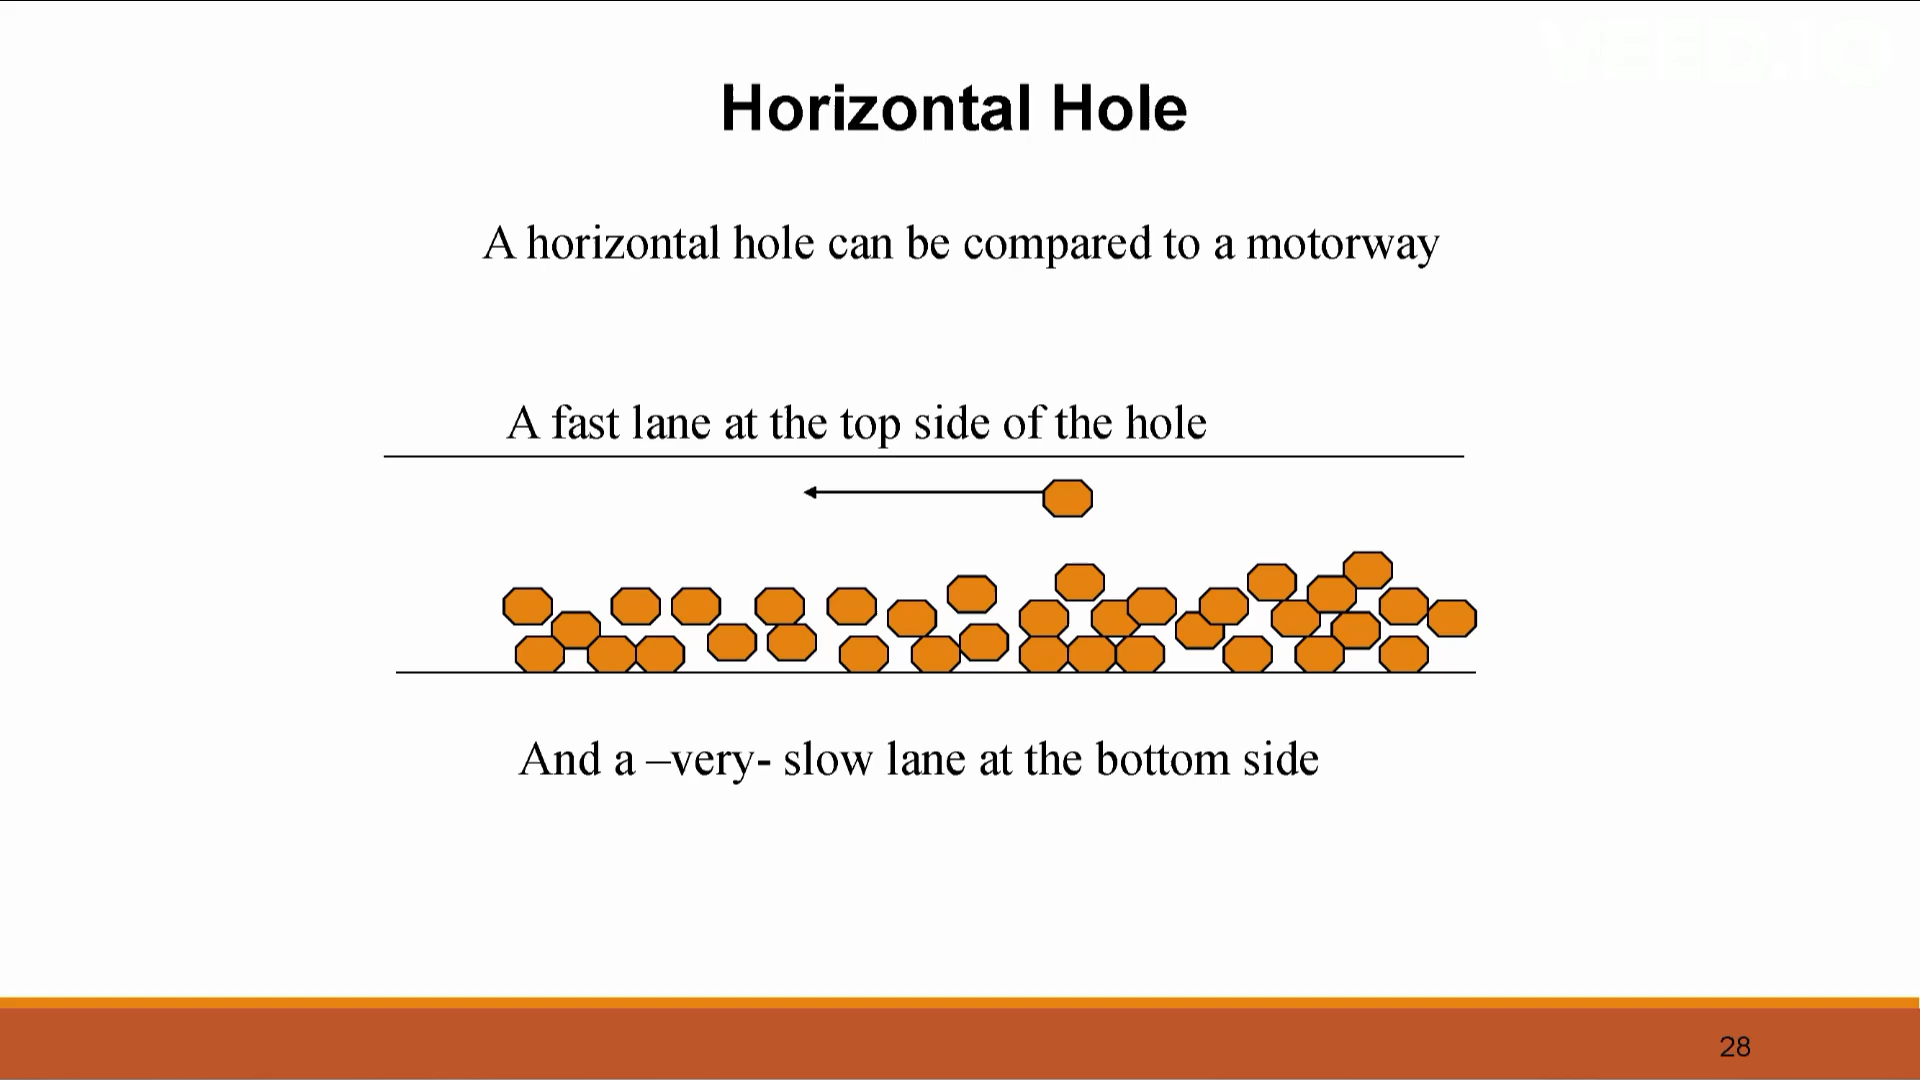 Horizontal Hole
A horizontal hole can be compared to a motorway
A fast lane at the top side of the hole
And a –very- slow lane at the bottom side
28